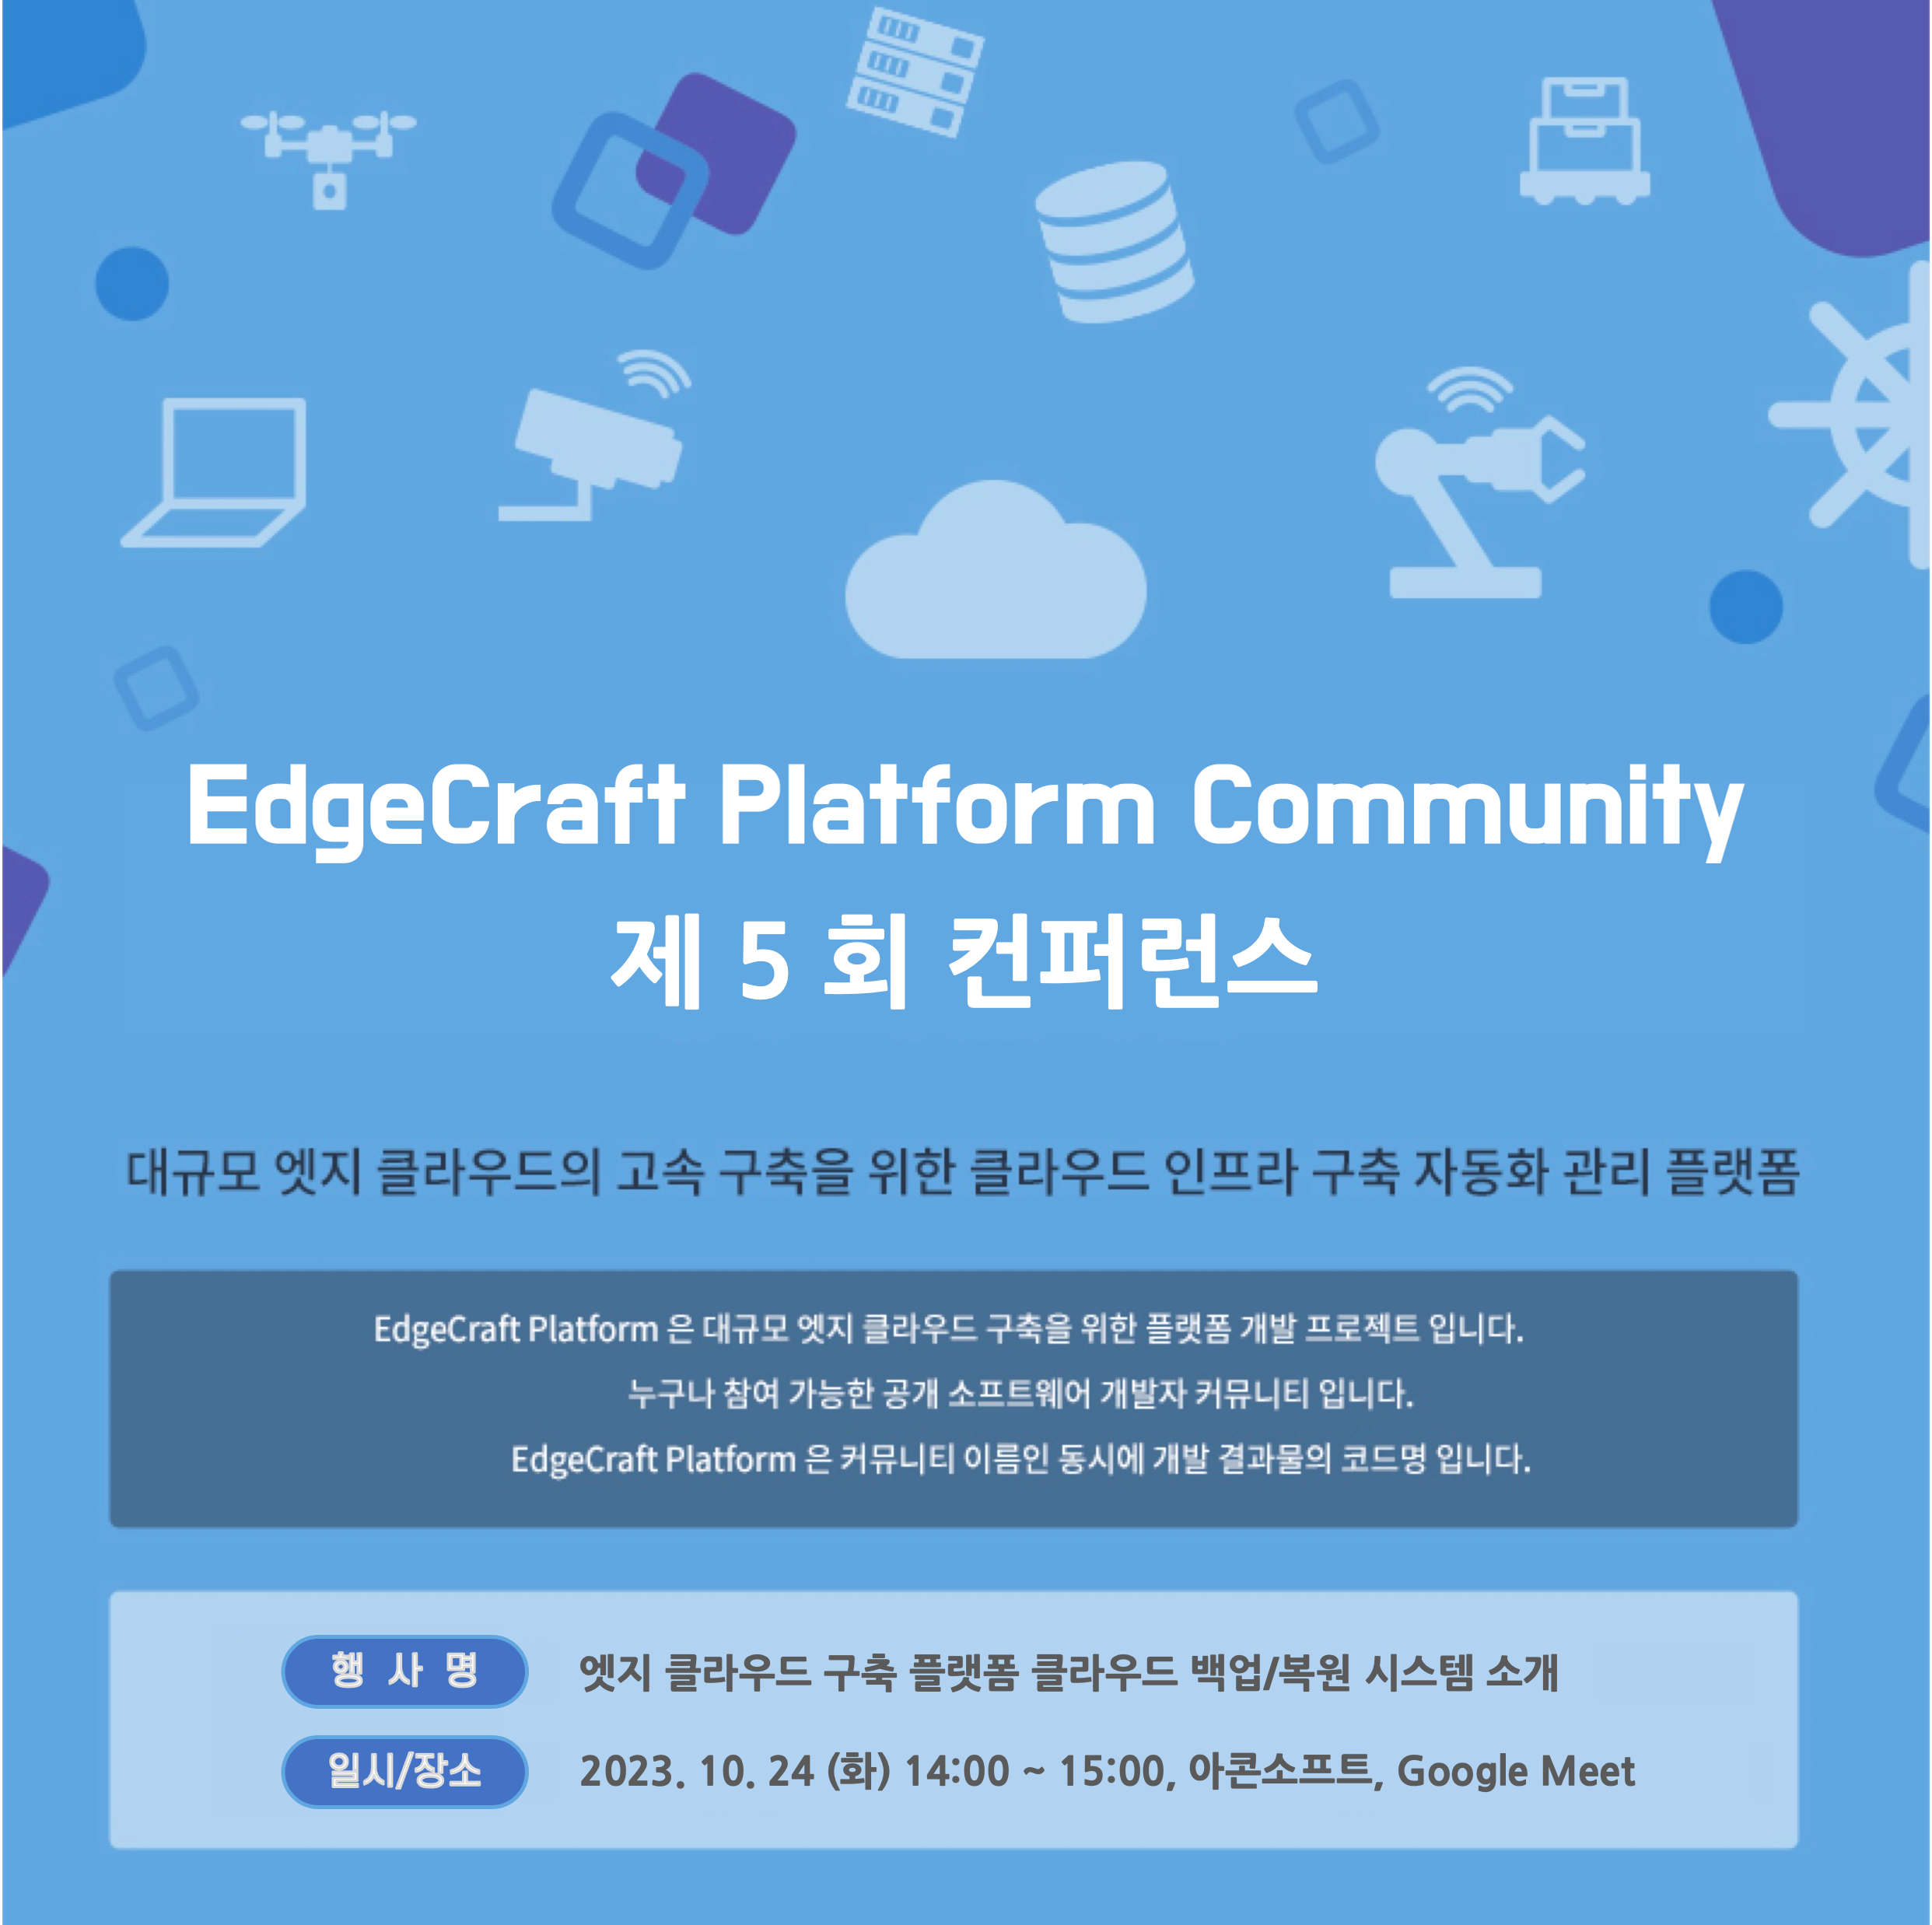 EdgeCraft Platform Community
제 5 회 컨퍼런스
대규모 엣지 클라우드의 고속 구축을 위한 클라우드 인프라 구축 자동화 관리 플랫폼
EdgeCraft Platform 은 대규모 엣지 클라우드 구축을 위한 플랫폼 개발 프로젝트 입니다.
누구나 참여 가능한 공개 소프트웨어 개발자 커뮤니티 입니다.
EdgeCraft Platform 은 커뮤니티 이름인 동시에 개발 결과물의 코드명 입니다.
행 사 명 엣지 클라우드 구축 플랫폼 클라우드 백업/복원 시스템 소개
일시/장소 2023. 10. 24 (화) 14:00 ~ 15:00, 아콘소프트, Google Meet